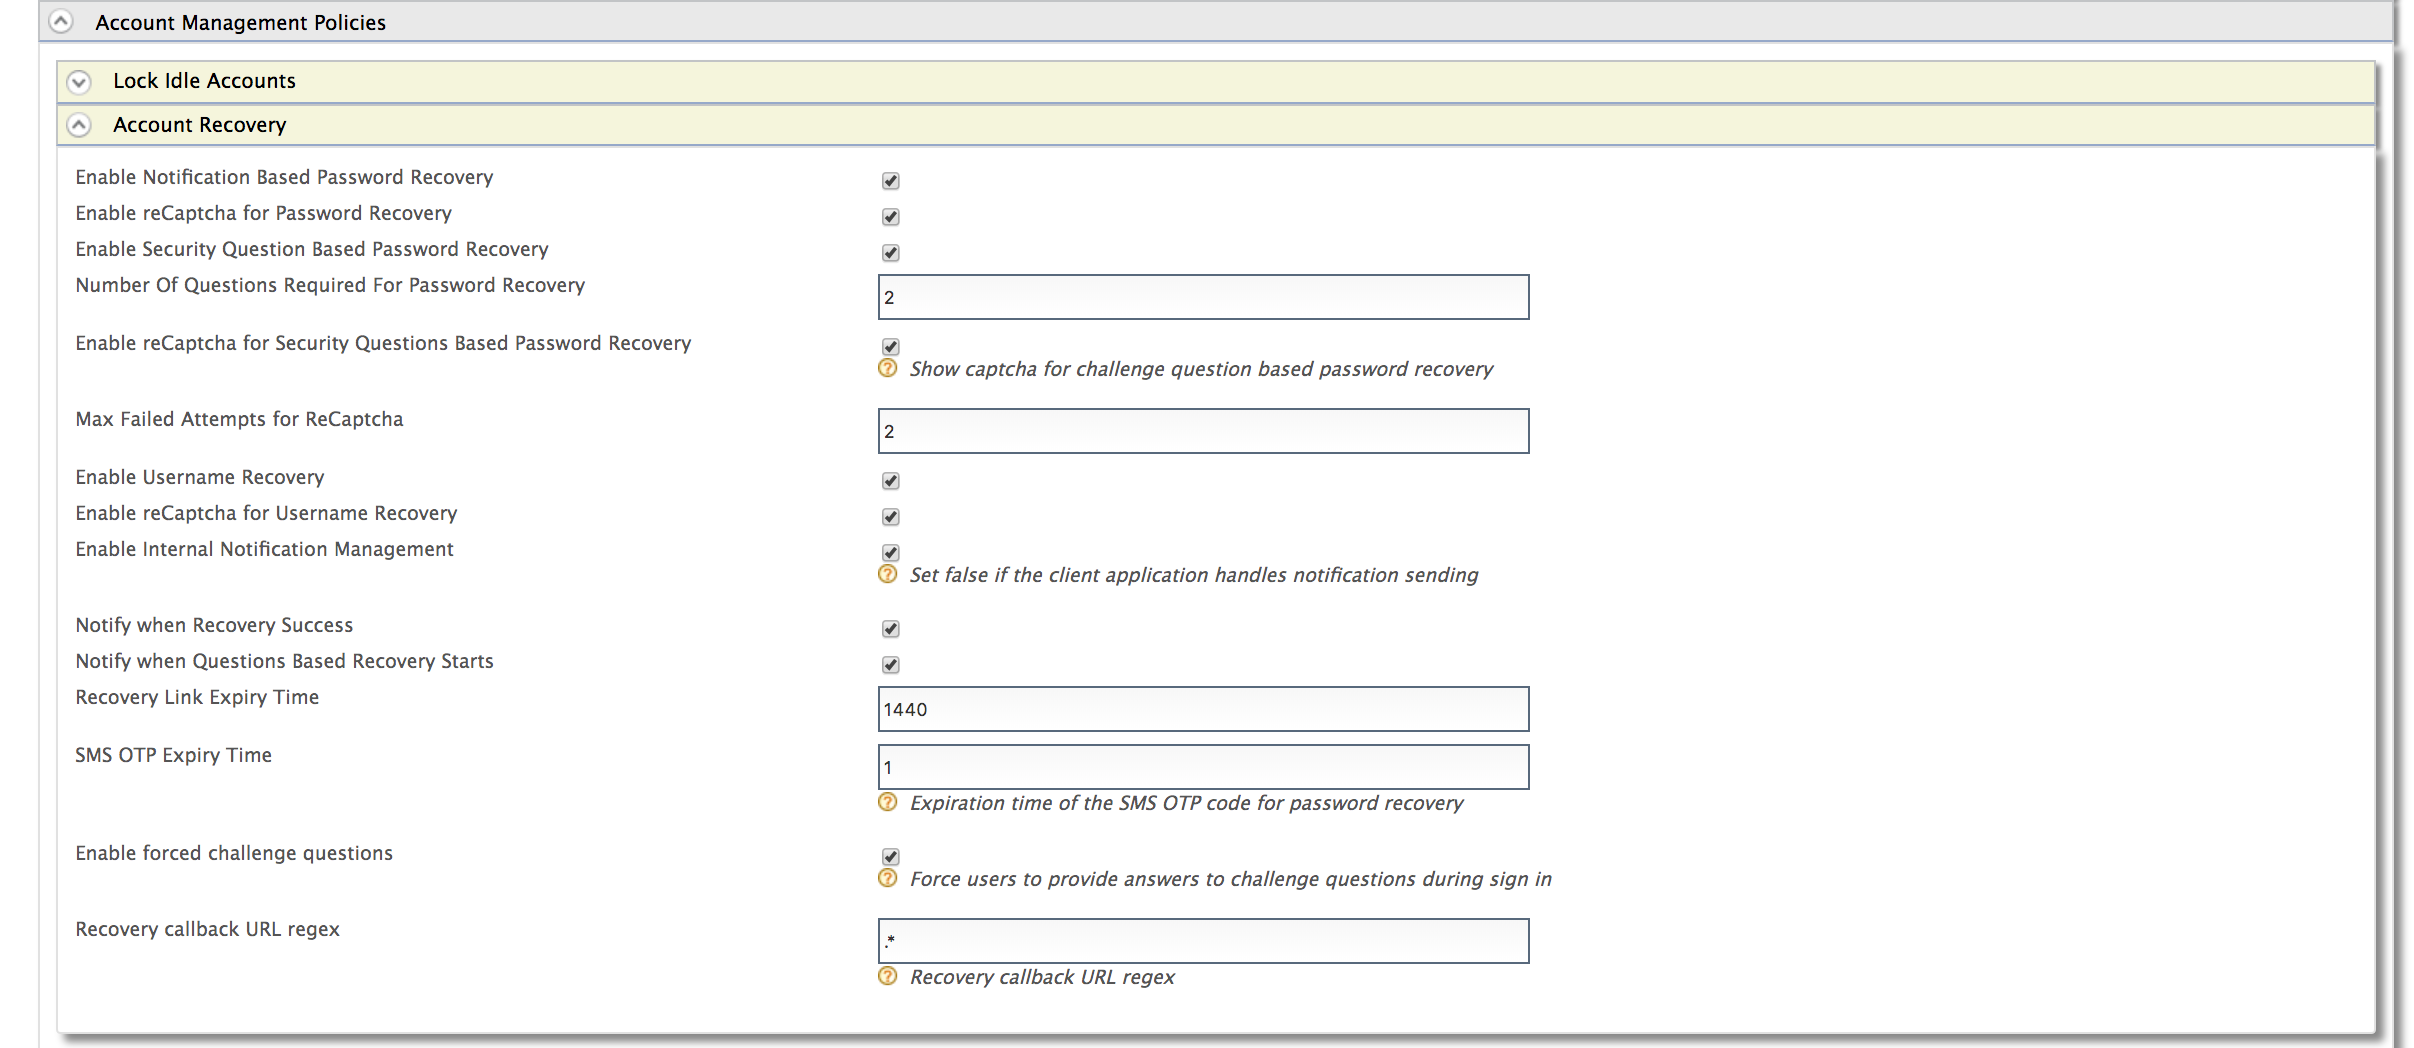 Account Management Policies
Lock Idle Accounts
Account Recovery
Enable Notification Based Password Recovery
Enable reCaptcha for Password Recovery
Enable Security Question Based Password Recovery
Number Of Questions Required For Password Recovery
2
Enable reCaptcha for Security Questions Based Password Recovery
? Show captcha for challenge question based password recovery
Max Failed Attempts for ReCaptcha
2
Enable Username Recovery
Enable reCaptcha for Username Recovery
Enable Internal Notification Management
? Set false if the client application handles notification sending
Notify when Recovery Success
Notify when Questions Based Recovery Starts
Recovery Link Expiry Time
1440
SMS OTP Expiry Time
1
? Expiration time of the SMS OTP code for password recovery
Enable forced challenge questions
? Force users to provide answers to challenge questions during sign in
Recovery callback URL regex
.*
? Recovery callback URL regex